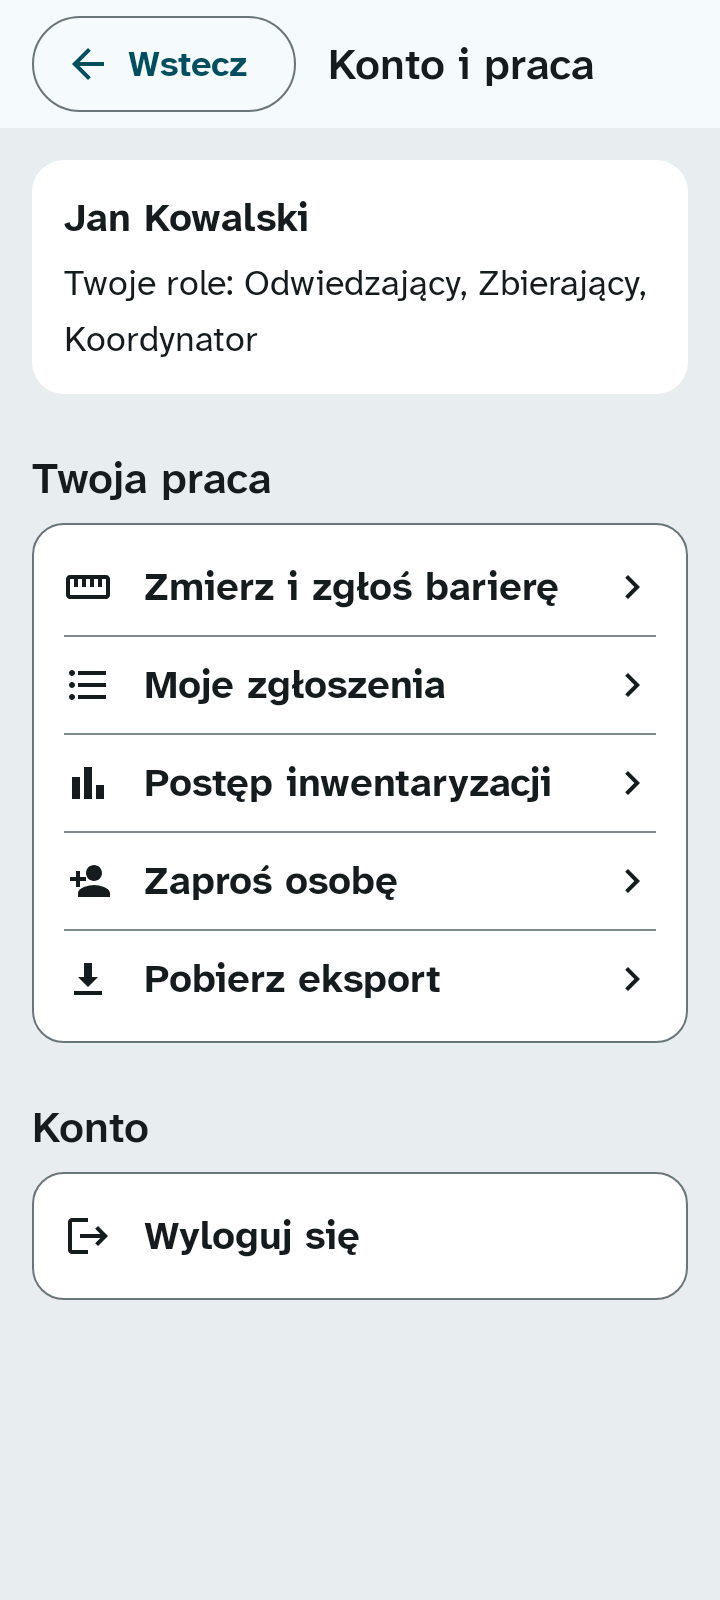 Wstecz
Konto i praca
Jan Kowalski
Twoje role: Odwiedzający, Zbierający,
Koordynator
Twoja praca
Zmierz i zgłoś barierę
Moje zgłoszenia
Postęp inwentaryzacji
Zaproś osobę
Pobierz eksport
Konto
Wyloguj się